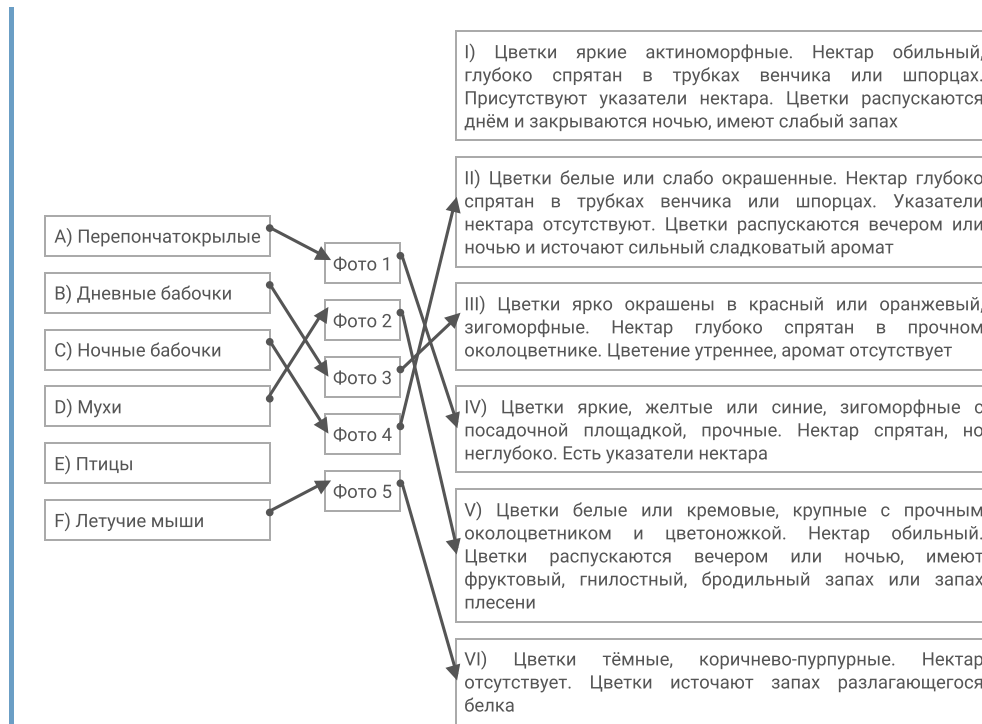 I) Цветки яркие актиноморфные. Нектар обильный,
глубоко спрятан в трубках венчика или шпорцах.
Присутствуют указатели нектара. Цветки распускаются
днём и закрываются ночью, имеют слабый запах
II) Цветки белые или слабо окрашенные. Нектар глубоко
спрятан в трубках венчика или шпорцах. Указатели
нектара отсутствуют. Цветки распускаются вечером или
ночью и источают сильный сладковатый аромат
A) Перепончатокрылые
B) Дневные бабочки
C) Ночные бабочки
D) Мухи
E) Птицы
F) Летучие мыши
Фото 1
Фото 2
Фото 3
Фото 4
Фото 5
III) Цветки ярко окрашены в красный или оранжевый,
зигоморфные. Нектар глубоко спрятан в прочном
околоцветнике. Цветение утреннее, аромат отсутствует
IV) Цветки яркие, желтые или синие, зигоморфные с
посадочной площадкой, прочные. Нектар спрятан, но
неглубоко. Есть указатели нектара
V) Цветки белые или кремовые, крупные с прочным
околоцветником и цветоножкой. Нектар обильный.
Цветки распускаются вечером или ночью, имеют
фруктовый, гнилостный, бродильный запах или запах
плесени
VI) Цветки тёмные, коричнево-пурпурные. Нектар
отсутствует. Цветки источают запах разлагающегося
белка